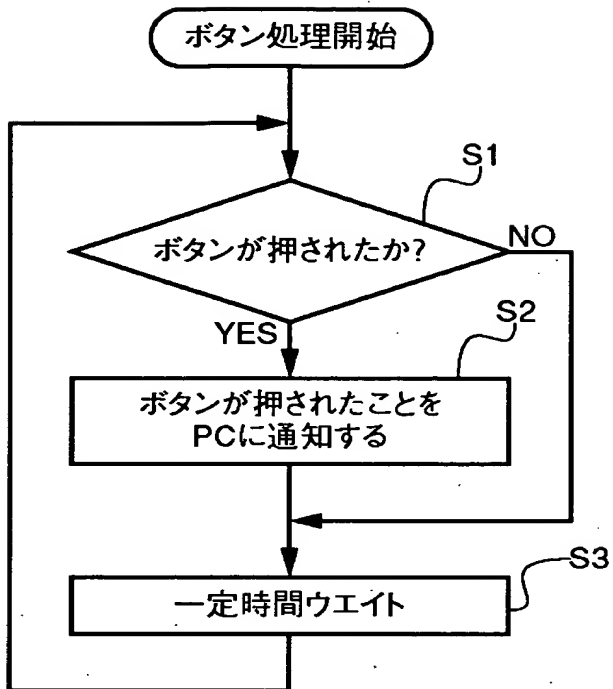 ボタン処理開始
S1
ボタンが押されたか?
NO
YES
S2
ボタンが押されたことを
PCに通知する
S3
一定時間ウエイト